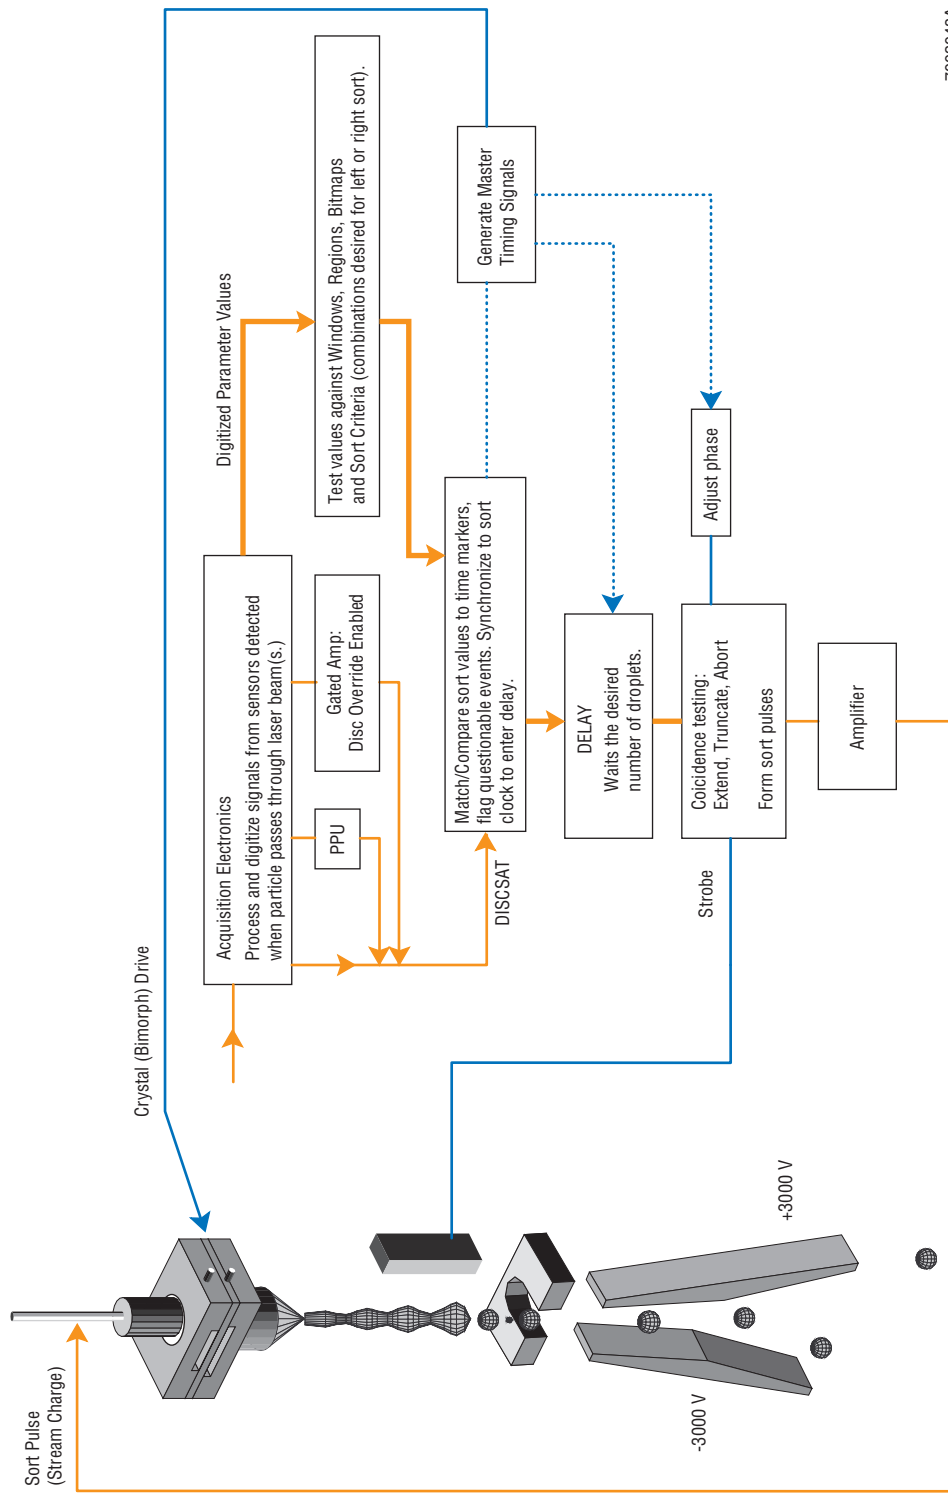 Sort Pulse
(Stream Charge)
Crystal (Bimorph) Drive
Acquisition Electronics
Process and digitize signals from sensors detected
when particle passes through laser beam(s.)
Digitized Parameter Values
PPU
Gated Amp:
Disc Override Enabled
Test values against Windows, Regions, Bitmaps
and Sort Criteria (combinations desired for left or right sort).
DISCSAT
Match/Compare sort values to time markers,
flag questionable events. Synchronize to sort
clock to enter delay.
Generate Master
Timing Signals
DELAY
Waits the desired
number of droplets.
Strobe
Coicidence testing:
Extend, Truncate, Abort
Form sort pulses
Adjust phase
Amplifier
-3000 V
+3000 V